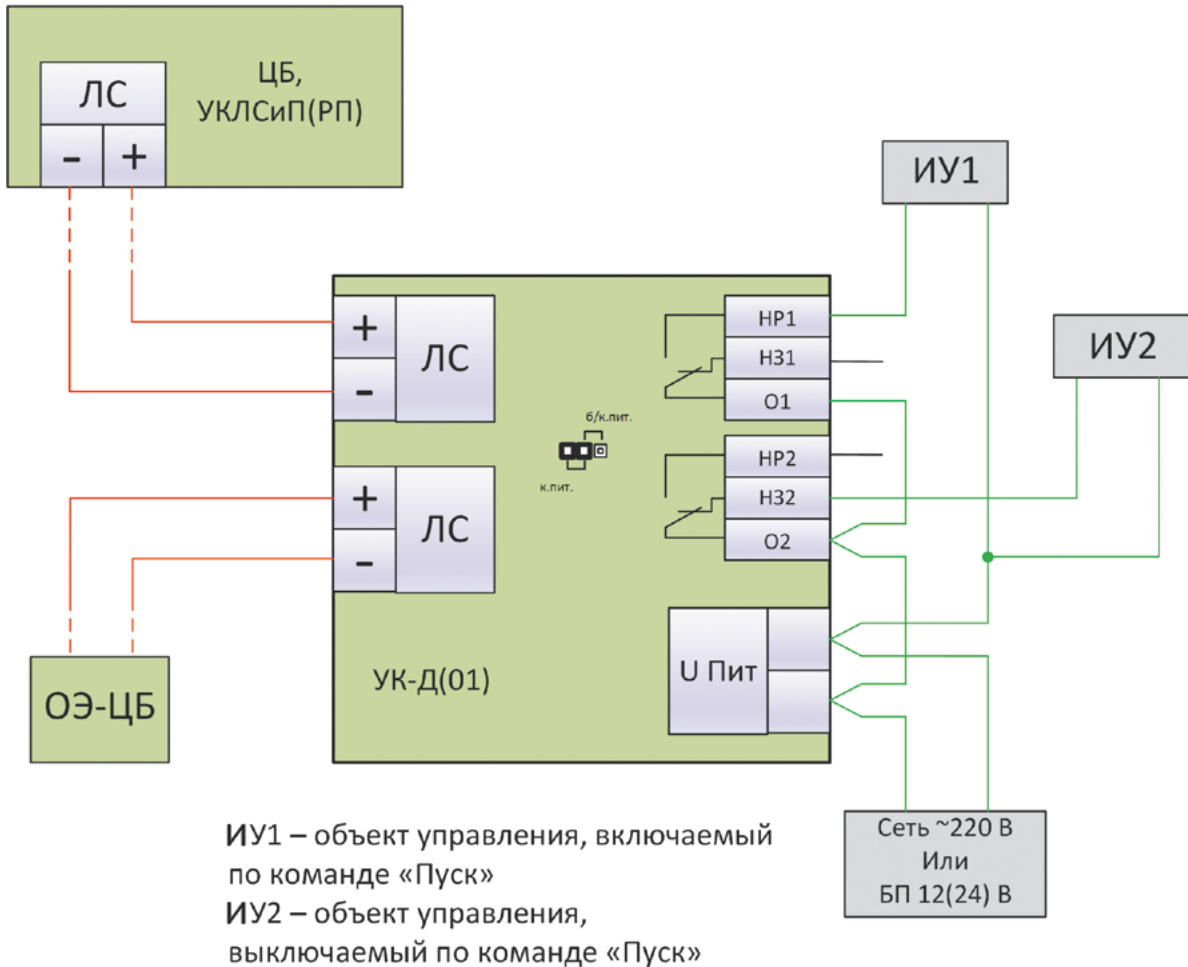 ЦБ,
УКЛСиП(РП)
ЛС
- +
ИУ1
ИУ2
+
-
ЛС
НР1
НЗ1
О1
б/к.пит.
к.пит.
НР2
НЗ2
О2
+
-
ЛС
U Пит
УК-Д(01)
ОЭ-ЦБ
Сеть ~220 В
Или
БП 12(24) В
ИУ1 – объект управления, включаемый
по команде «Пуск»
ИУ2 – объект управления,
выключаемый по команде «Пуск»